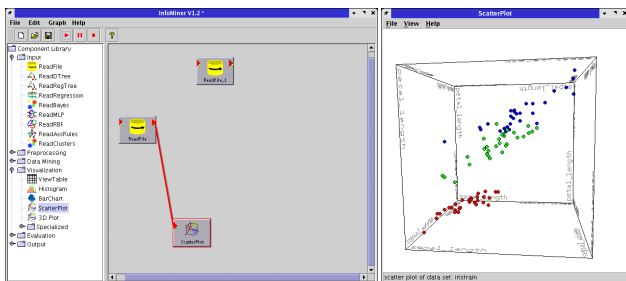 InfoMiner V1.2 *
File Edit Graph Help
Component Library
Input
ReadFile
ReadDTree
ReadRegTree
ReadRegression
ReadBayes
ReadMLP
ReadRBF
ReadAssRules
ReadClusters
Preprocessing
Data Mining
Visualization
ViewTable
Histogram
BarChart
ScatterPlot
3D Plot
Specialized
Evaluation
Output
ReadFile_1
ReadFile
ScatterPlot
ScatterPlot
File View Help
petal_length
petal_length
scatter plot of data set: iristrain